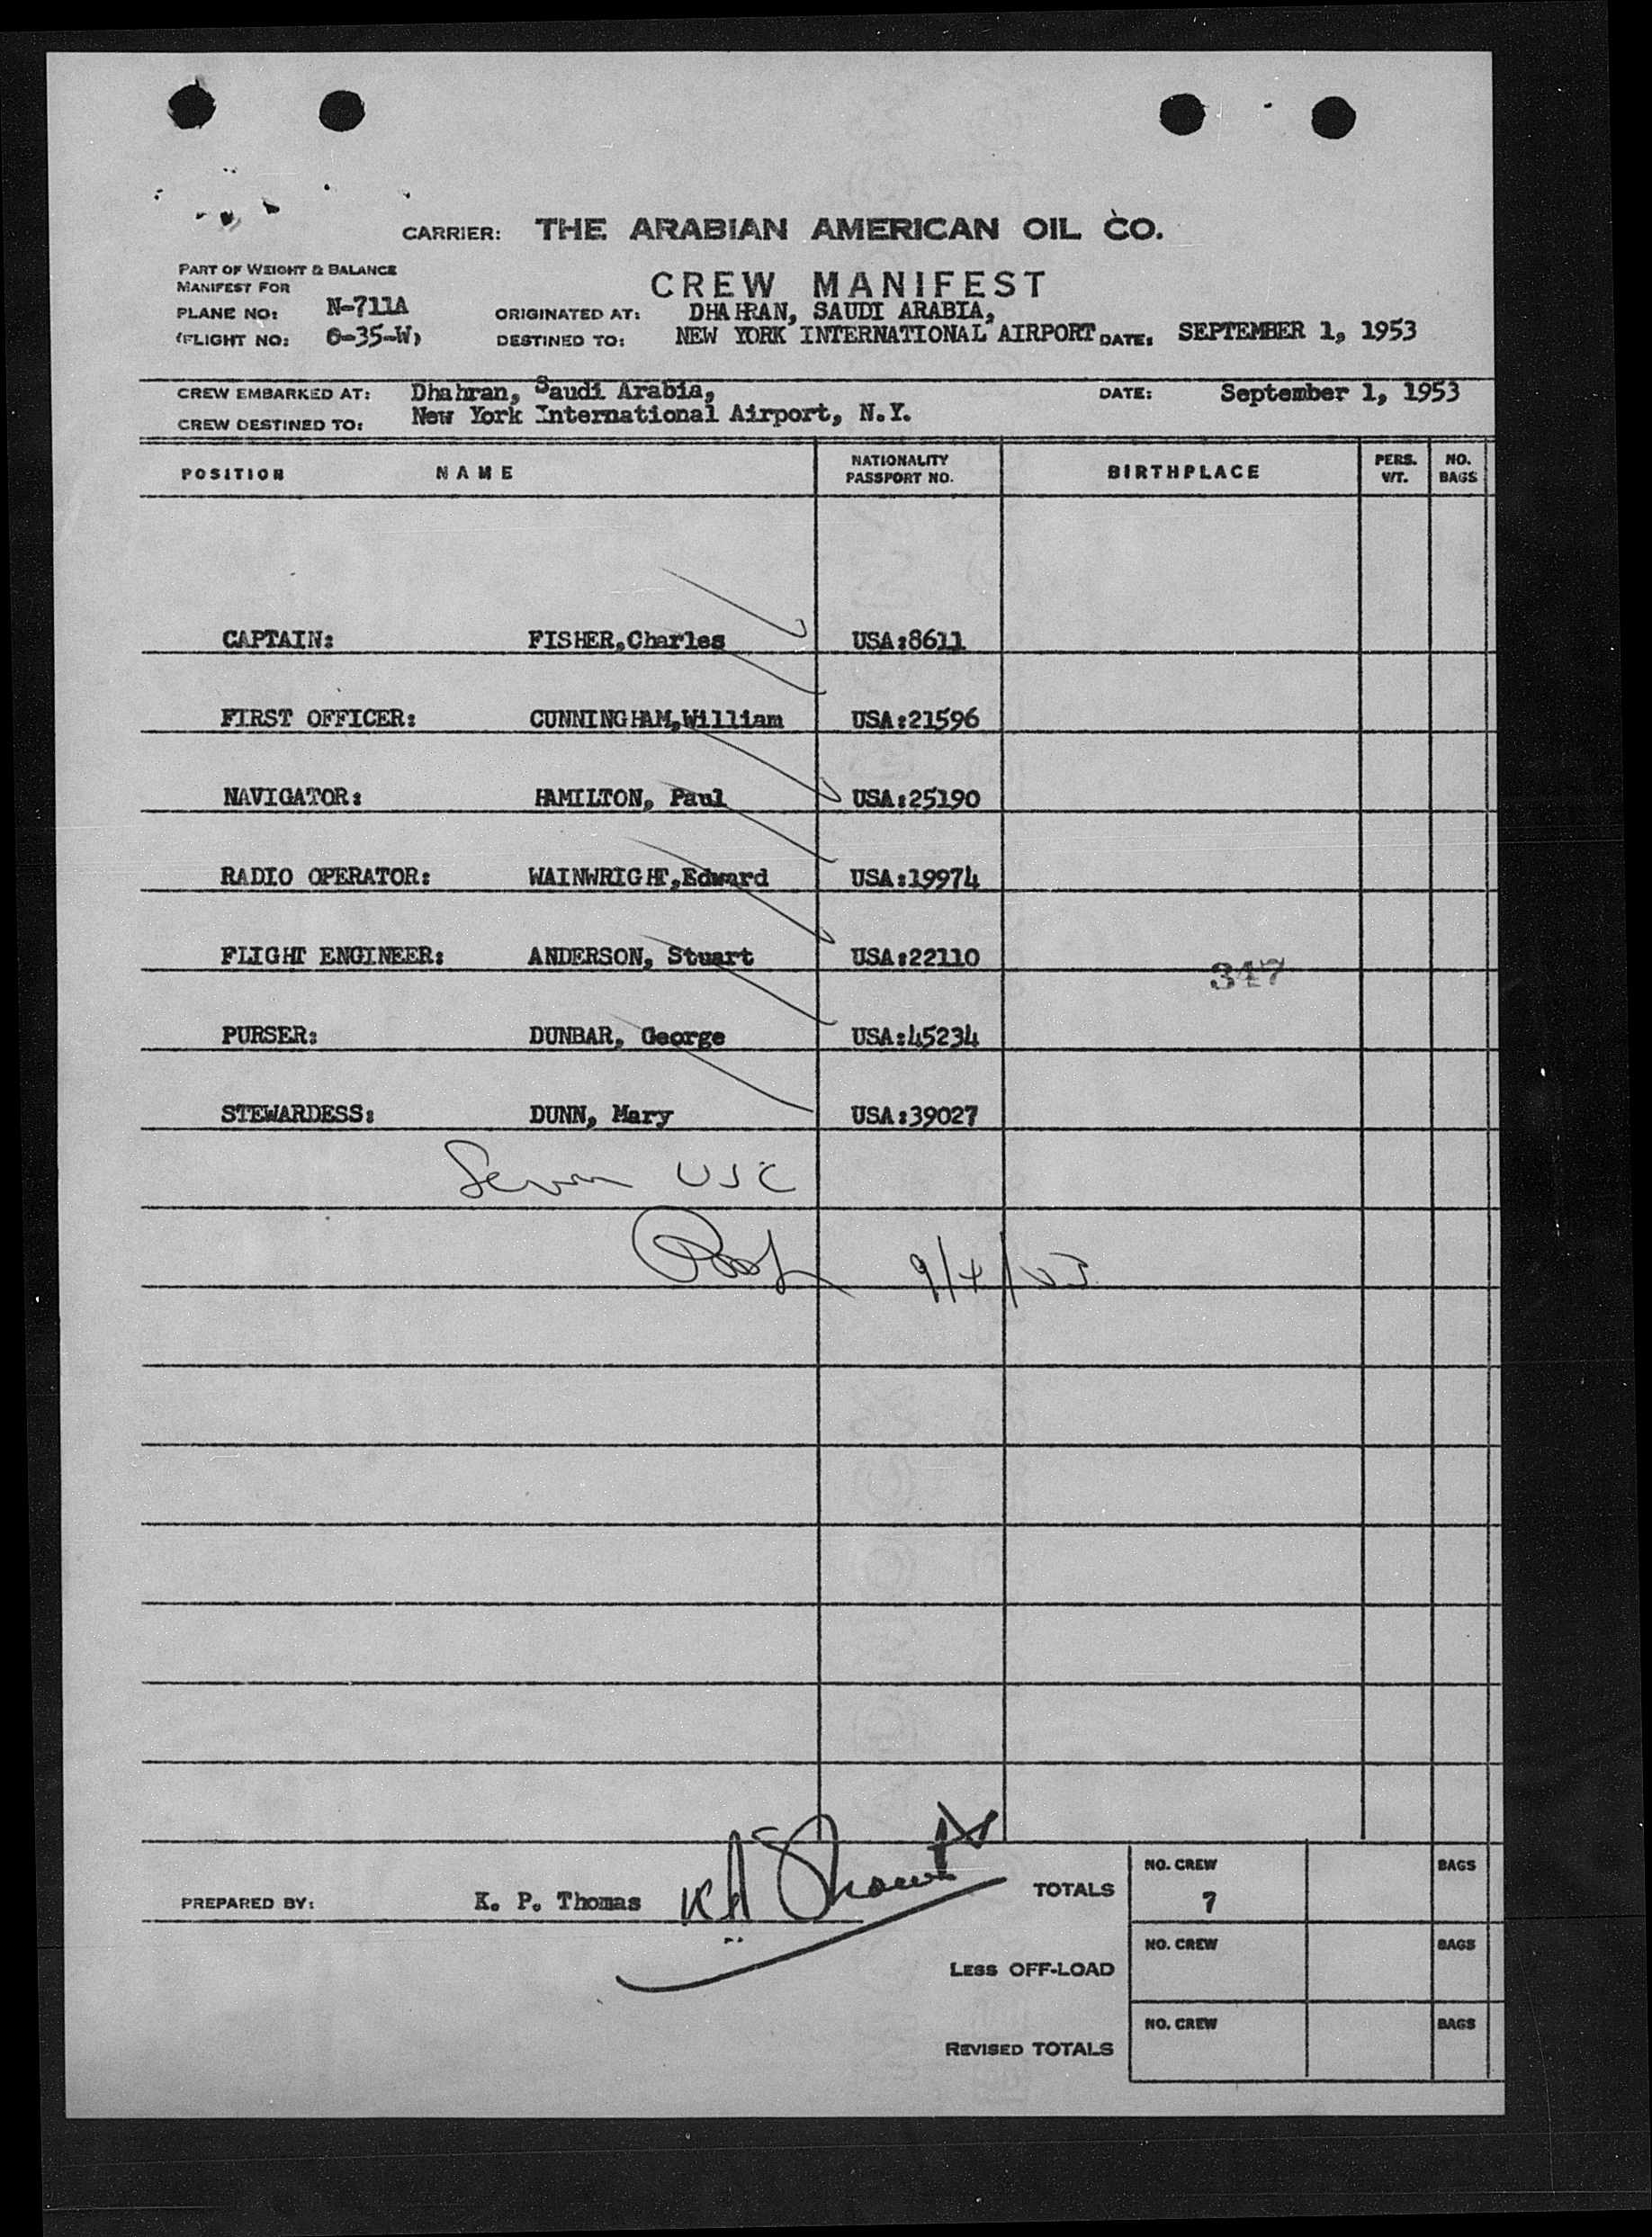 CARRIER: THE ARABIAN AMERICAN OIL CO.
PART OF WEIGHT & BALANCE
MANIFEST FOR
CREW MANIFEST
PLANE NO: N-711A ORIGINATED AT: DHAHRAN, SAUDI ARABIA,
(FLIGHT NO: 6-35-W) DESTINED TO: NEW YORK INTERNATIONAL AIRPORT DATE: SEPTEMBER 1, 1953
CREW EMBARKED AT: Dhahran, Saudi Arabia, DATE: September 1, 1953
CREW DESTINED TO: New York International Airport, N.Y.
POSITION NAME NATIONALITY PASSPORT NO. BIRTHPLACE PERS. WT. NO. BAGS
CAPTAIN: FISHER,Charles USA:8611
FIRST OFFICER: CUNNINGHAM,William USA:21596
NAVIGATOR: HAMILTON, Paul USA:25190
RADIO OPERATOR: WAINWRIGHT,Edward USA:19974
FLIGHT ENGINEER: ANDERSON, Stuart USA:22110
347
PURSER: DUNBAR, George USA:45234
STEWARDESS: DUNN, Mary USA:39027
Seven USC
9/4/53
NO. CREW BAGS
PREPARED BY: K. P. Thomas TOTALS 7
NO. CREW BAGS
LESS OFF-LOAD
NO. CREW BAGS
REVISED TOTALS